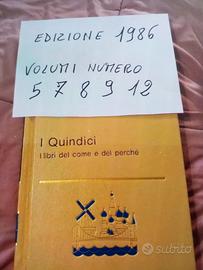 EDIZIONE 1986
VOLUMI NUMERO
5 7 8 9 12
I Quindici
I libri del come e del perché
subito